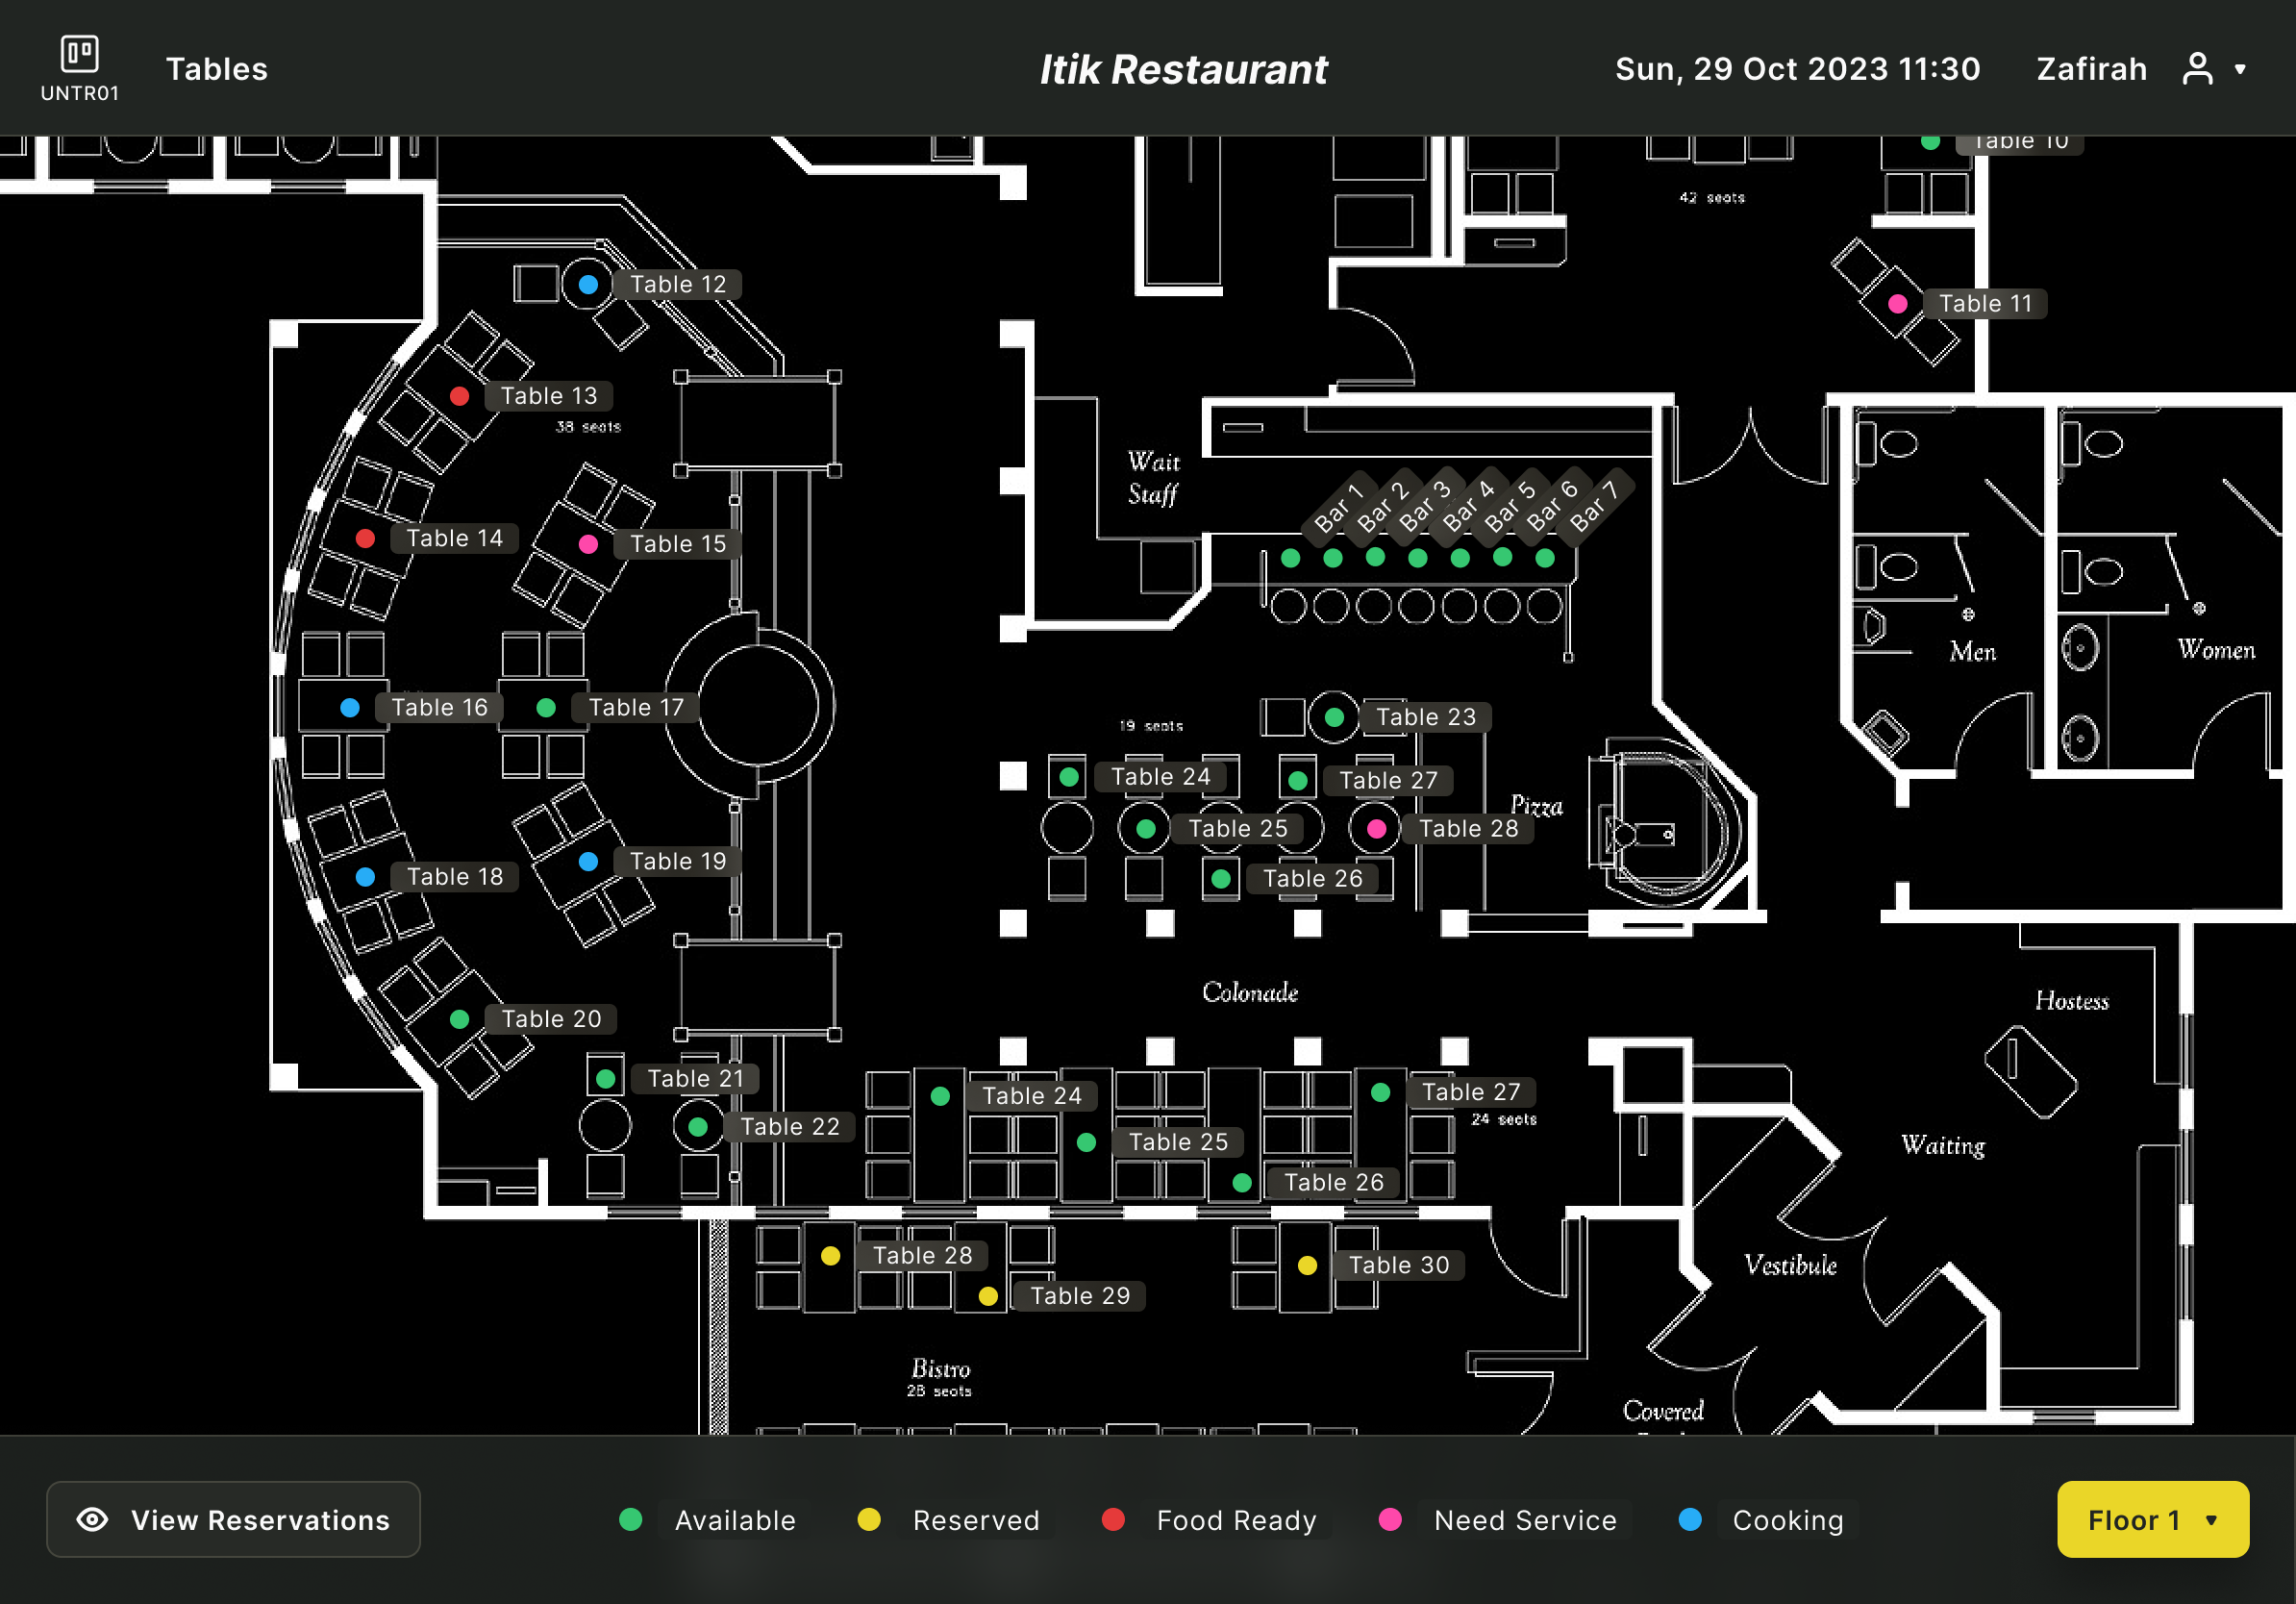 UNTR01
Tables
Itik Restaurant
Sun, 29 Oct 2023 11:30
Zafirah
Table 10
42 seats
Table 12
Table 11
Table 13
38 seats
Wait
Staff
Bar 1
Bar 2
Bar 3
Bar 4
Bar 5
Bar 6
Bar 7
Table 14
Table 15
Men
Women
Table 16
Table 17
19 seats
Table 23
Table 24
Table 27
Pizza
Table 25
Table 28
Table 19
Table 18
Table 26
Colonade
Hostess
Table 20
Table 21
Table 24
Table 27
24 seats
Table 22
Table 25
Waiting
Table 26
Table 28
Table 30
Vestibule
Table 29
Bistro
28 seats
Covered
View Reservations
Available
Reserved
Food Ready
Need Service
Cooking
Floor 1